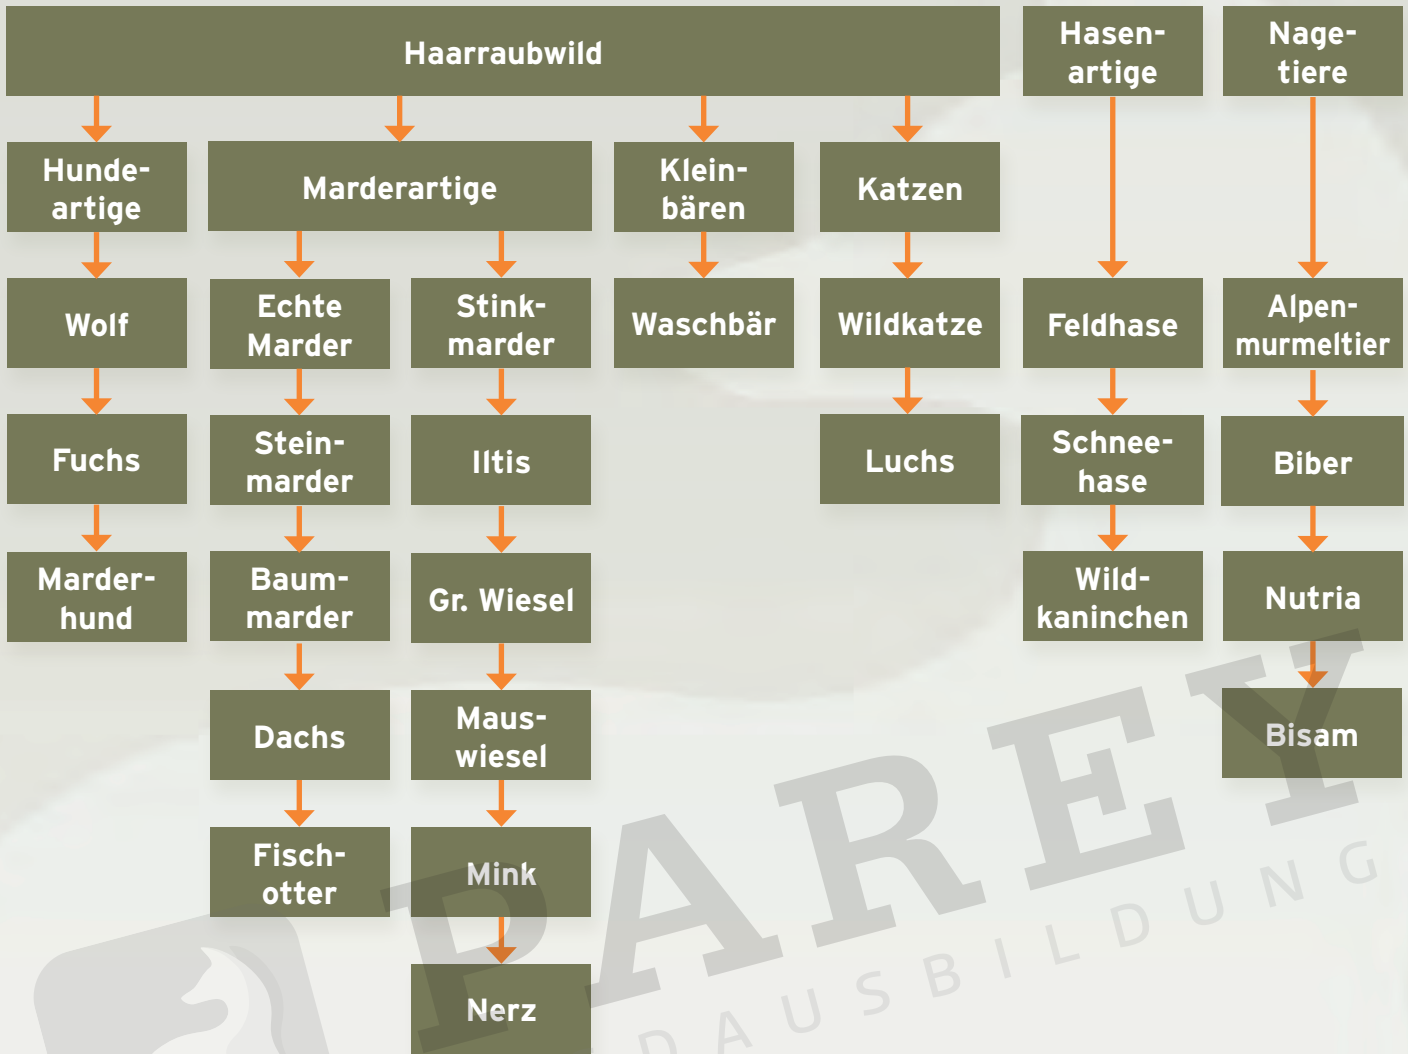 Haarraubwild
Hasen-
artige
Nage-
tiere
Hunde-
artige
Marderartige
Klein-
bären
Katzen
Wolf
Echte
Marder
Stink-
marder
Waschbär
Wildkatze
Feldhase
Alpen-
murmeltier
Fuchs
Stein-
marder
Iltis
Luchs
Schnee-
hase
Biber
Marder-
hund
Baum-
marder
Gr. Wiesel
Wild-
kaninchen
Nutria
Dachs
Maus-
wiesel
Bisam
Fisch-
otter
Mink
Nerz
PAREY
DAUSBILDUNG